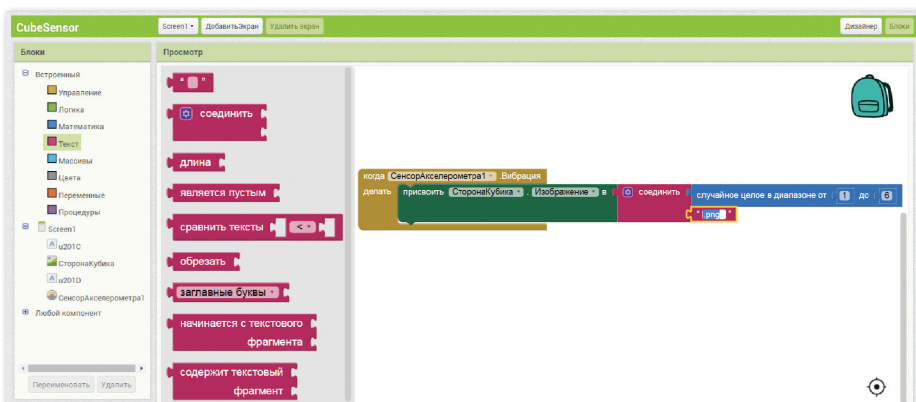 CubeSensor Screen1 ДобавитьЭкран Удалить экран Дизайнер Блоки
Блоки
Встроенный
Управление
Логика
Математика
Текст
Массивы
Цвета
Переменные
Процедуры
Screen1
u201C
СторонаКубика
u201D
СенсорАкселерометра1
Любой компонент
Переименовать Удалить
Просмотр
“ ”
соединить
длина
является пустым
сравнить тексты <
обрезать
заглавные буквы
начинается с текстового
фрагмента
содержит текстовый
фрагмент
когда СенсорАкселерометра1 .Вибрация
делать присвоить СторонаКубика . Изображение в соединить случайное целое в диапазоне от 1 до 6
“ .png ”